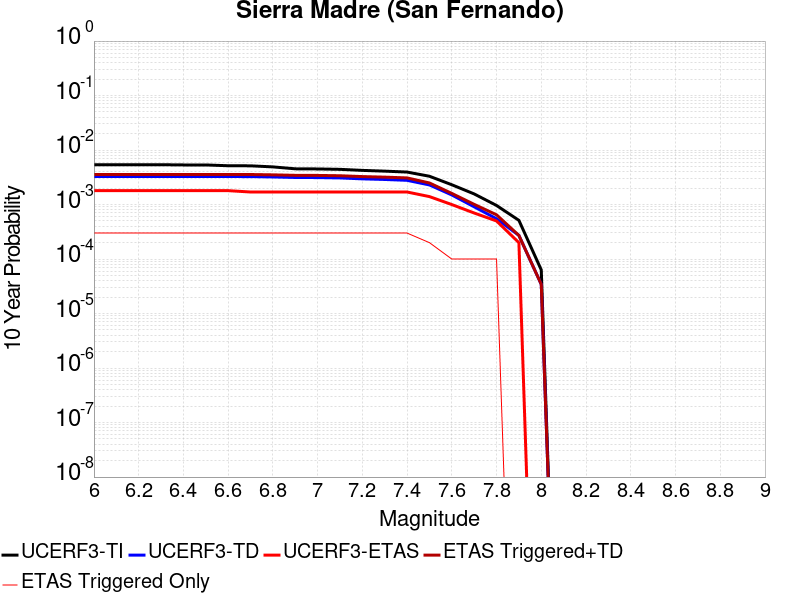 Sierra Madre (San Fernando)
10^0
10^-1
10^-2
10^-3
10^-4
10^-5
10^-6
10^-7
10^-8
10 Year Probability
6 6.2 6.4 6.6 6.8 7 7.2 7.4 7.6 7.8 8 8.2 8.4 8.6 8.8 9
Magnitude
UCERF3-TI UCERF3-TD UCERF3-ETAS ETAS Triggered+TD
ETAS Triggered Only